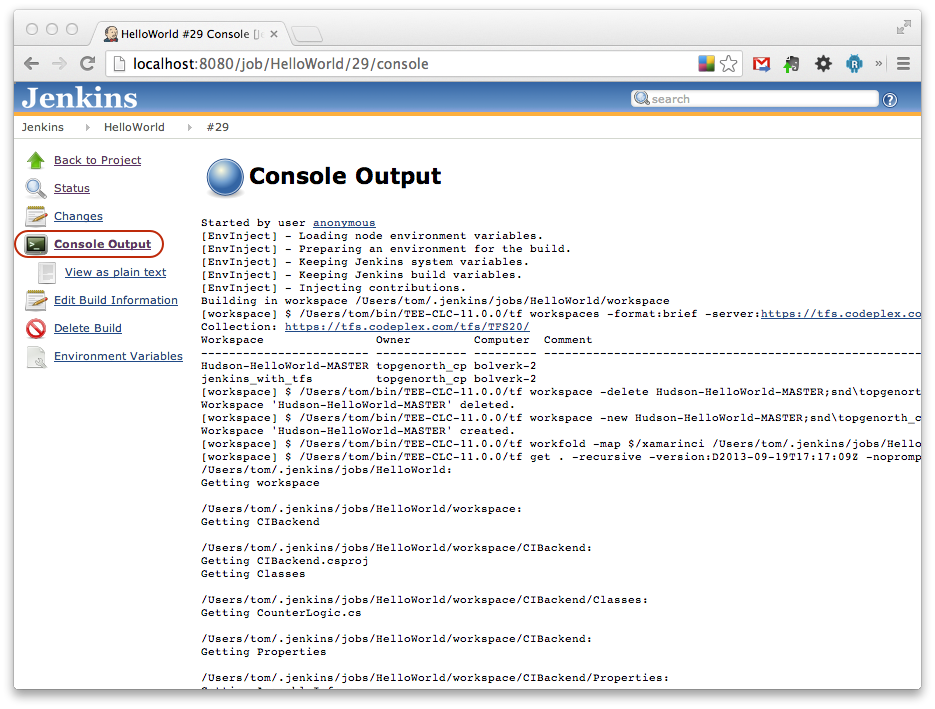 HelloWorld #29 Console [Je
localhost:8080/job/HelloWorld/29/console
Jenkins
search
Jenkins HelloWorld #29
Back to Project
Status
Changes
Console Output
View as plain text
Edit Build Information
Delete Build
Environment Variables
Console Output
Started by user anonymous
[EnvInject] - Loading node environment variables.
[EnvInject] - Preparing an environment for the build.
[EnvInject] - Keeping Jenkins system variables.
[EnvInject] - Keeping Jenkins build variables.
[EnvInject] - Injecting contributions.
Building in workspace /Users/tom/.jenkins/jobs/HelloWorld/workspace
[workspace] $ /Users/tom/bin/TEE-CLC-11.0.0/tf workspaces -format:brief -server:https://tfs.codeplex.co
Collection: https://tfs.codeplex.com/tfs/TFS20/
Workspace Owner Computer Comment
Hudson-HelloWorld-MASTER topgenorth_cp bolverk-2
jenkins_with_tfs topgenorth_cp bolverk-2
[workspace] $ /Users/tom/bin/TEE-CLC-11.0.0/tf workspace -delete Hudson-HelloWorld-MASTER;snd\topgenort
Workspace 'Hudson-HelloWorld-MASTER' deleted.
[workspace] $ /Users/tom/bin/TEE-CLC-11.0.0/tf workspace -new Hudson-HelloWorld-MASTER;snd\topgenorth_c
Workspace 'Hudson-HelloWorld-MASTER' created.
[workspace] $ /Users/tom/bin/TEE-CLC-11.0.0/tf workfold -map $/xamarinci /Users/tom/.jenkins/jobs/Hello
[workspace] $ /Users/tom/bin/TEE-CLC-11.0.0/tf get . -recursive -version:D2013-09-19T17:17:09Z -nopromp
/Users/tom/.jenkins/jobs/HelloWorld:
Getting workspace
/Users/tom/.jenkins/jobs/HelloWorld/workspace:
Getting CIBackend
/Users/tom/.jenkins/jobs/HelloWorld/workspace/CIBackend:
Getting CIBackend.csproj
Getting Classes
/Users/tom/.jenkins/jobs/HelloWorld/workspace/CIBackend/Classes:
Getting CounterLogic.cs
/Users/tom/.jenkins/jobs/HelloWorld/workspace/CIBackend:
Getting Properties
/Users/tom/.jenkins/jobs/HelloWorld/workspace/CIBackend/Properties: